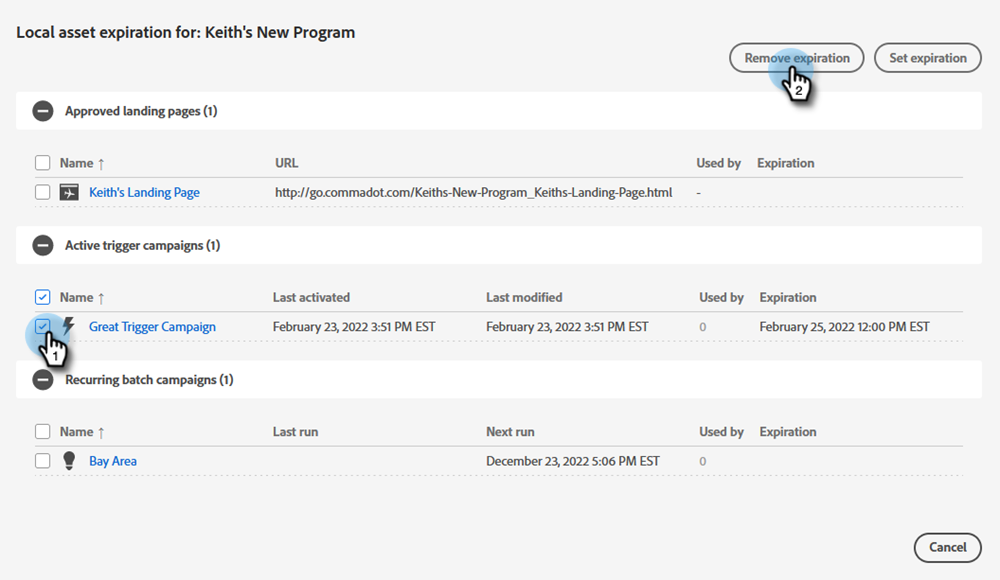 Local asset expiration for: Keith's New Program
Remove expiration Set expiration
2
Approved landing pages (1)
Name ↑ URL Used by Expiration
Keith's Landing Page http://go.commadot.com/Keiths-New-Program_Keiths-Landing-Page.html -
Active trigger campaigns (1)
Name ↑ Last activated Last modified Used by Expiration
Great Trigger Campaign February 23, 2022 3:51 PM EST February 23, 2022 3:51 PM EST 0 February 25, 2022 12:00 PM EST
1
Recurring batch campaigns (1)
Name ↑ Last run Next run Used by Expiration
Bay Area December 23, 2022 5:06 PM EST 0
Cancel